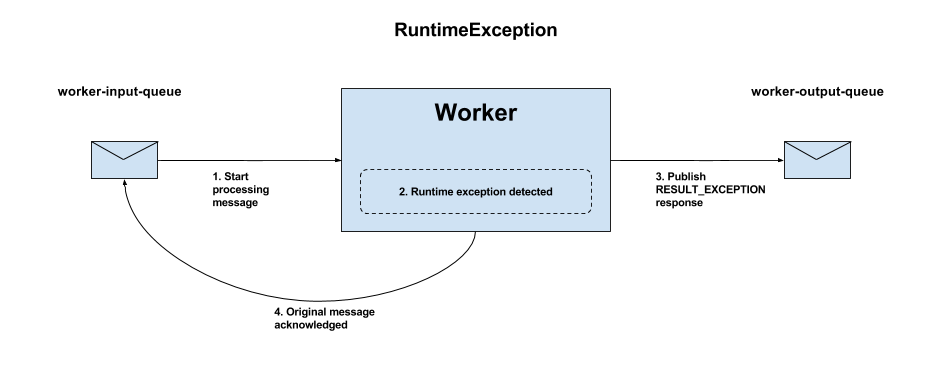 RuntimeException
worker-input-queue
worker-output-queue
Worker
1. Start
processing
message
2. Runtime exception detected
3. Publish
RESULT_EXCEPTION
response
4. Original message
acknowledged